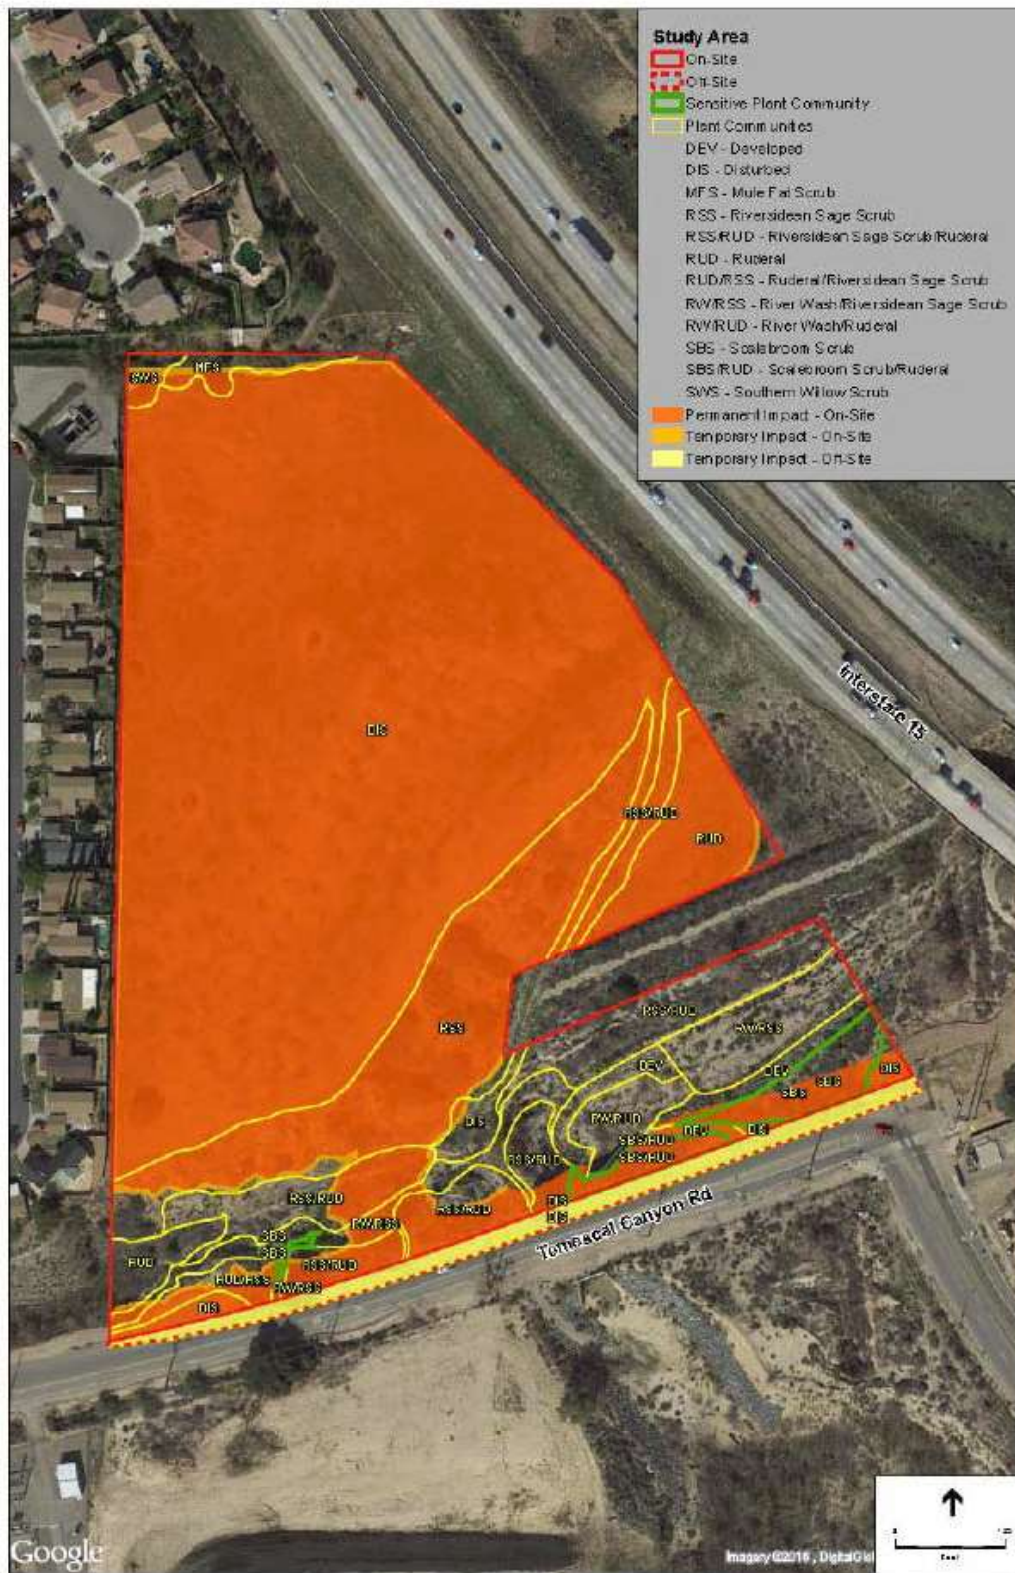 Study Area
On-Site
Off-Site
Sensitive Plant Community
Plant Communities
DEV - Developed
DIS - Disturbed
MFS - Mule Fat Scrub
RSS - Riversidean Sage Scrub
RSS/RUD - Riversidean Sage Scrub/Ruderal
RUD - Ruderal
RUD/RSS - Ruderal/Riversidean Sage Scrub
RW/RSS - River Wash/Riversidean Sage Scrub
RW/RUD - River Wash/Ruderal
SBS - Scalebroom Scrub
SBS/RUD - Scalebroom Scrub/Ruderal
SWS - Southern Willow Scrub
Permanent Impact - On-Site
Temporary Impact - On-Site
Temporary Impact - Off-Site
MFS
SWS
Interstate 15
DIS
RSS/RUD
RUD
RSS/RUD
RW/RSS
RSS
DEV
DEV
DIS
SBS
SBS
DIS
RW/RUD
DEV
DIS
SBS/RUD
SBS/RUD
RSS/RUD
RSS/RUD
RSS/RUD
DIS
DIS
Temescal Canyon Rd
RW/RSS
SBS
SBS
RUD
RSS/RUD
RUD/RSS
RW/RSS
DIS
Google
Imagery ©2016, DigitalGl
Feet